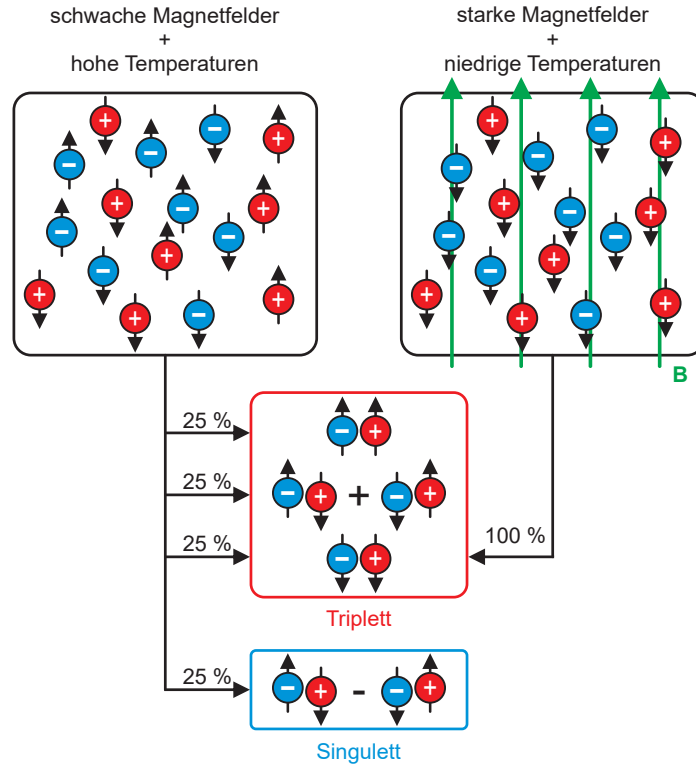 schwache Magnetfelder
+
hohe Temperaturen
starke Magnetfelder
+
niedrige Temperaturen
B
25 %
25 %
25 %
100 %
+
Triplett
25 %
-
Singulett